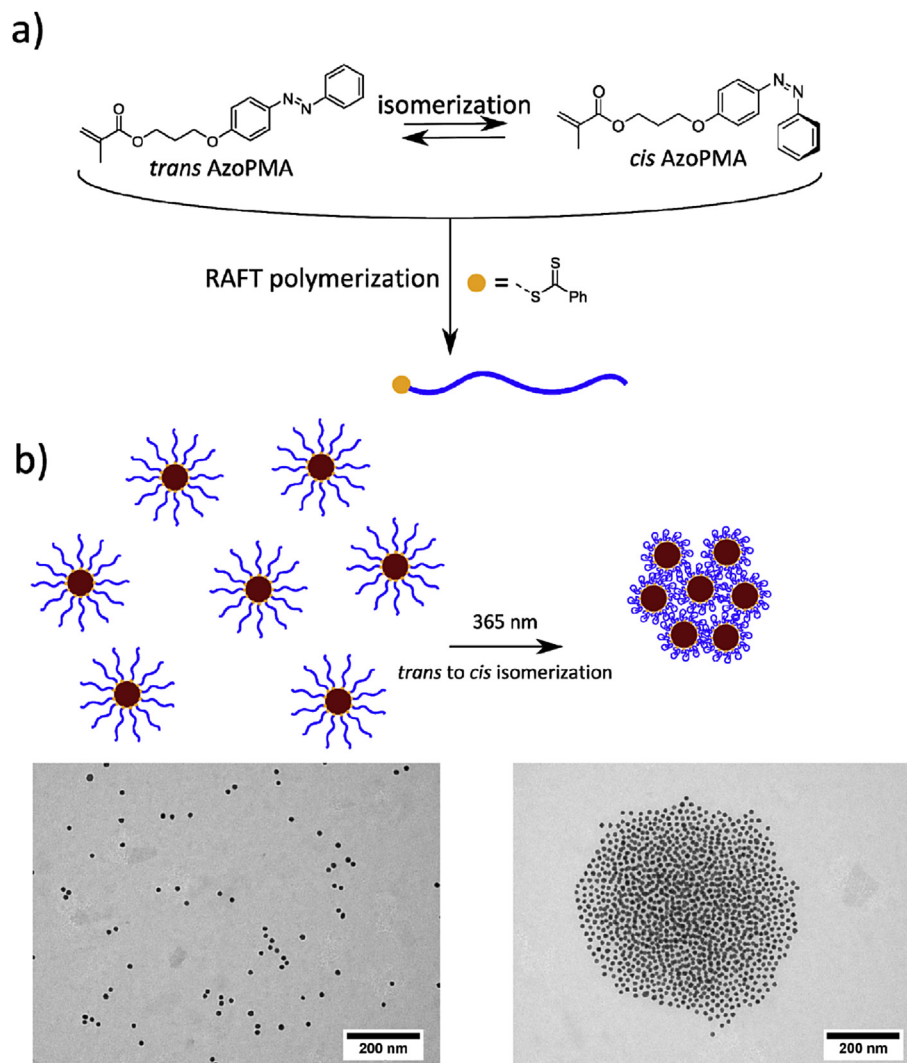 a)
O
O
O
N
N
trans AzoPMA
isomerization
O
O
O
N
N
cis AzoPMA
RAFT polymerization
=
S
S
Ph
b)
365 nm
trans to cis isomerization
200 nm
200 nm